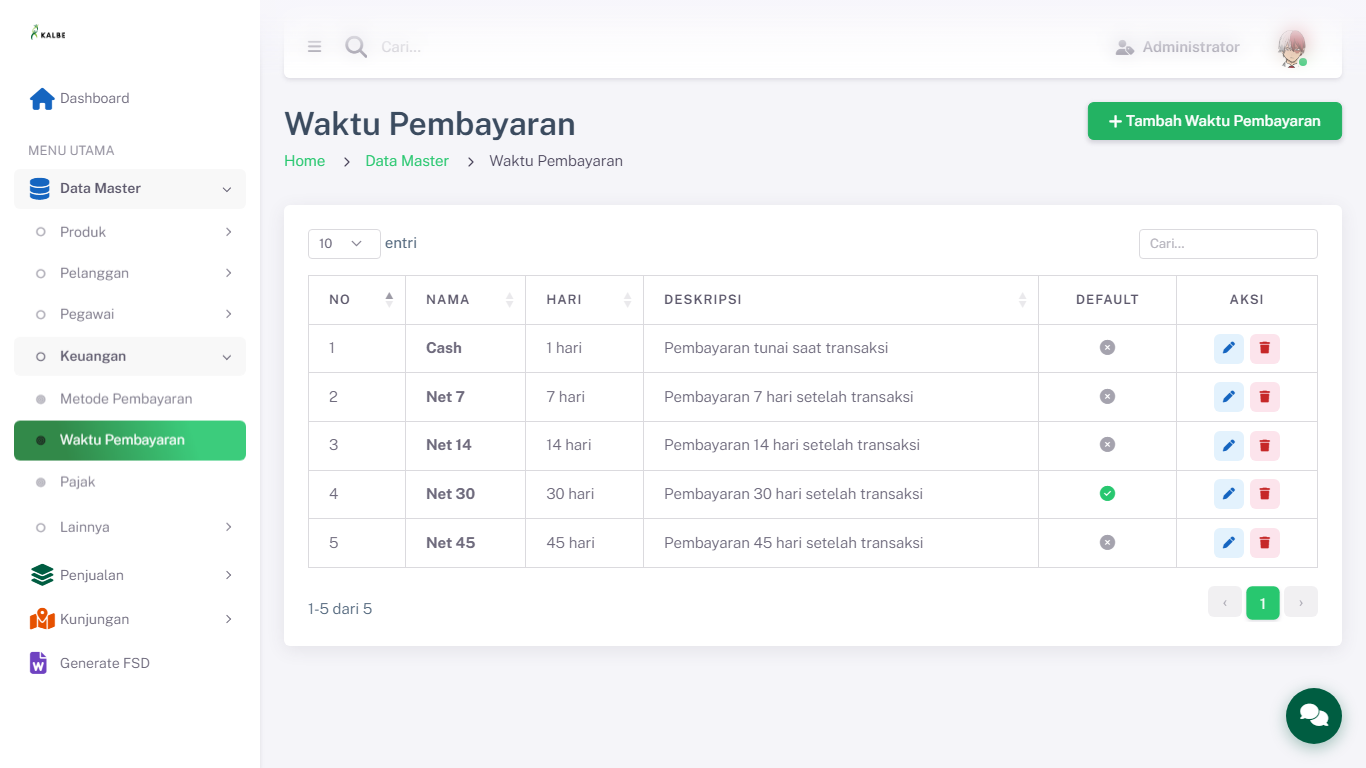 KALBE
Cari...
Administrator
Dashboard
MENU UTAMA
Data Master
Produk
Pelanggan
Pegawai
Keuangan
Metode Pembayaran
Waktu Pembayaran
Pajak
Lainnya
Penjualan
Kunjungan
Generate FSD
Waktu Pembayaran
Tambah Waktu Pembayaran
Home > Data Master > Waktu Pembayaran
10 entri
Cari...
NO NAMA HARI DESKRIPSI DEFAULT AKSI
1 Cash 1 hari Pembayaran tunai saat transaksi
2 Net 7 7 hari Pembayaran 7 hari setelah transaksi
3 Net 14 14 hari Pembayaran 14 hari setelah transaksi
4 Net 30 30 hari Pembayaran 30 hari setelah transaksi
5 Net 45 45 hari Pembayaran 45 hari setelah transaksi
1-5 dari 5
‹ 1 ›